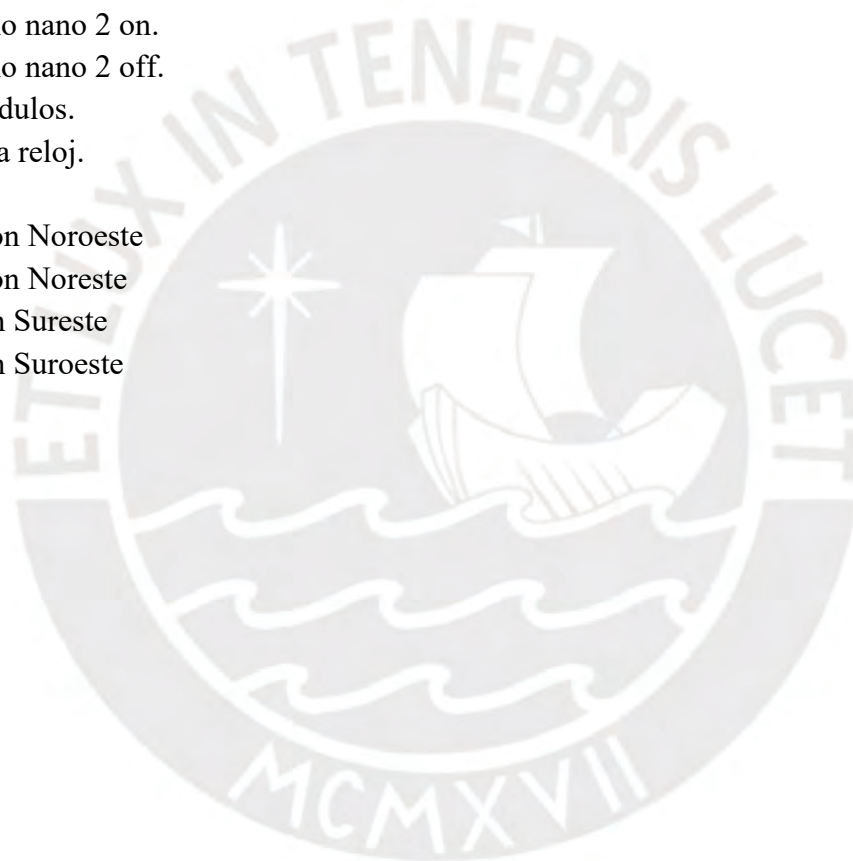 o nano 2 on.
o nano 2 off.
dulos.
a reloj.
on Noroeste
on Noreste
n Sureste
n Suroeste
ET LUX IN TENEBRIS LUCET
MCMXVII